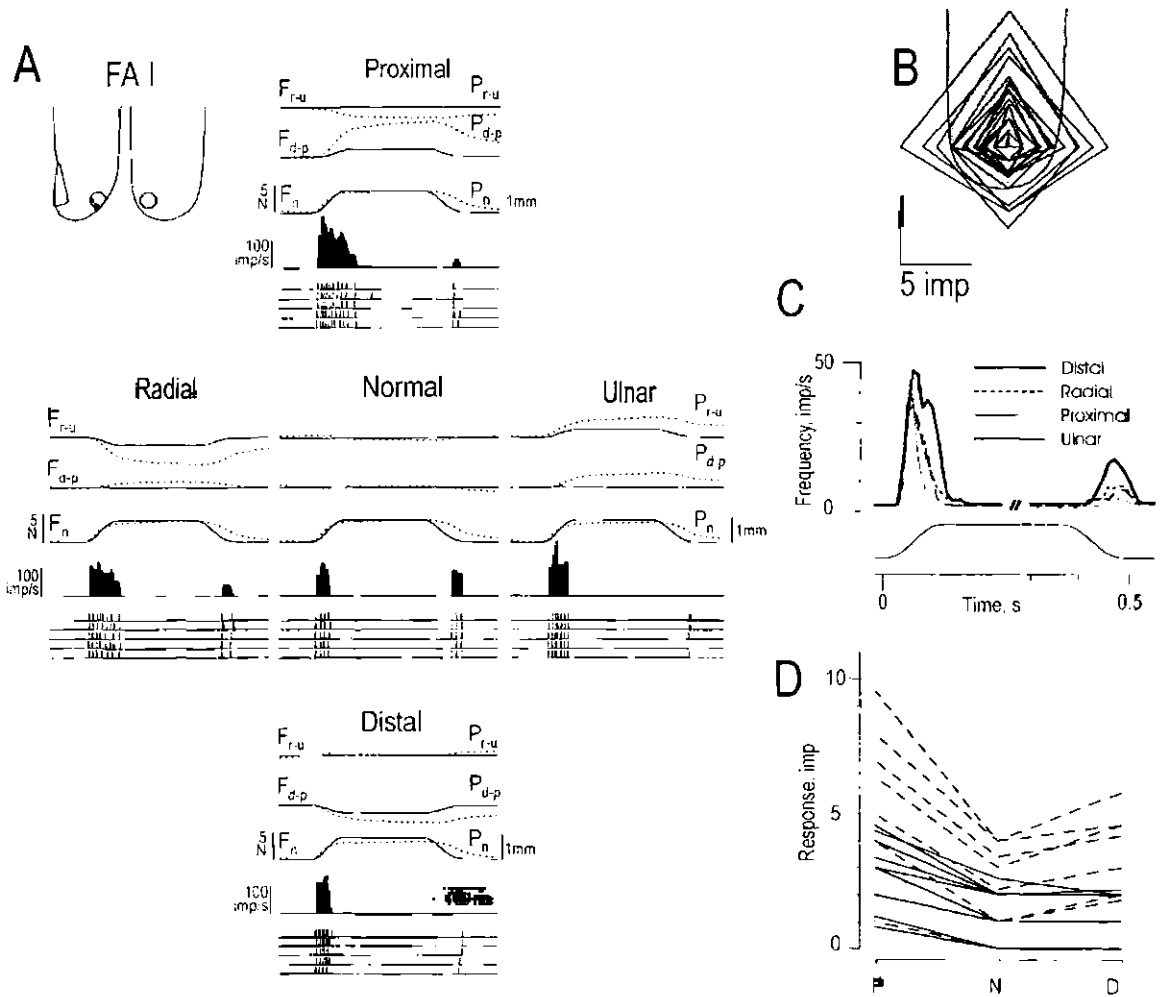 A
FA I
Proximal
F r-u
P r-u
F d-p
P d-p
5 N
F n
P n
1mm
100 imp/s
Radial
Normal
Ulnar
F r-u
P r-u
F d-p
P d-p
5 N
F n
P n
1mm
100 imp/s
Distal
F r-u
P r-u
F d-p
P d-p
5 N
F n
P n
1mm
100 imp/s
B
5 imp
C
50
0
Frequency, imp/s
Distal
Radial
Proximal
Ulnar
0
Time, s
0.5
D
10
5
0
Response, imp
P
N
D